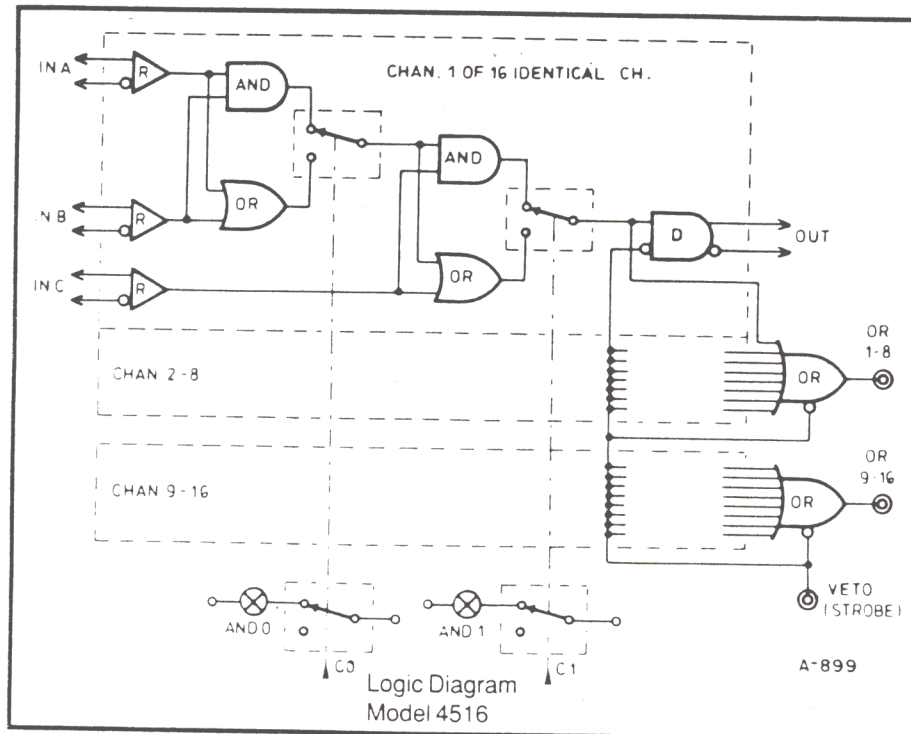 CHAN. 1 OF 16 IDENTICAL CH.
IN A
R
AND
OR
AND
IN B
R
OR
D
OUT
IN C
R
OR
1-8
CHAN 2-8
OR
OR
9-16
CHAN 9-16
OR
VETO
(STROBE)
AND 0
AND 1
C0
C1
A-899
Logic Diagram
Model 4516